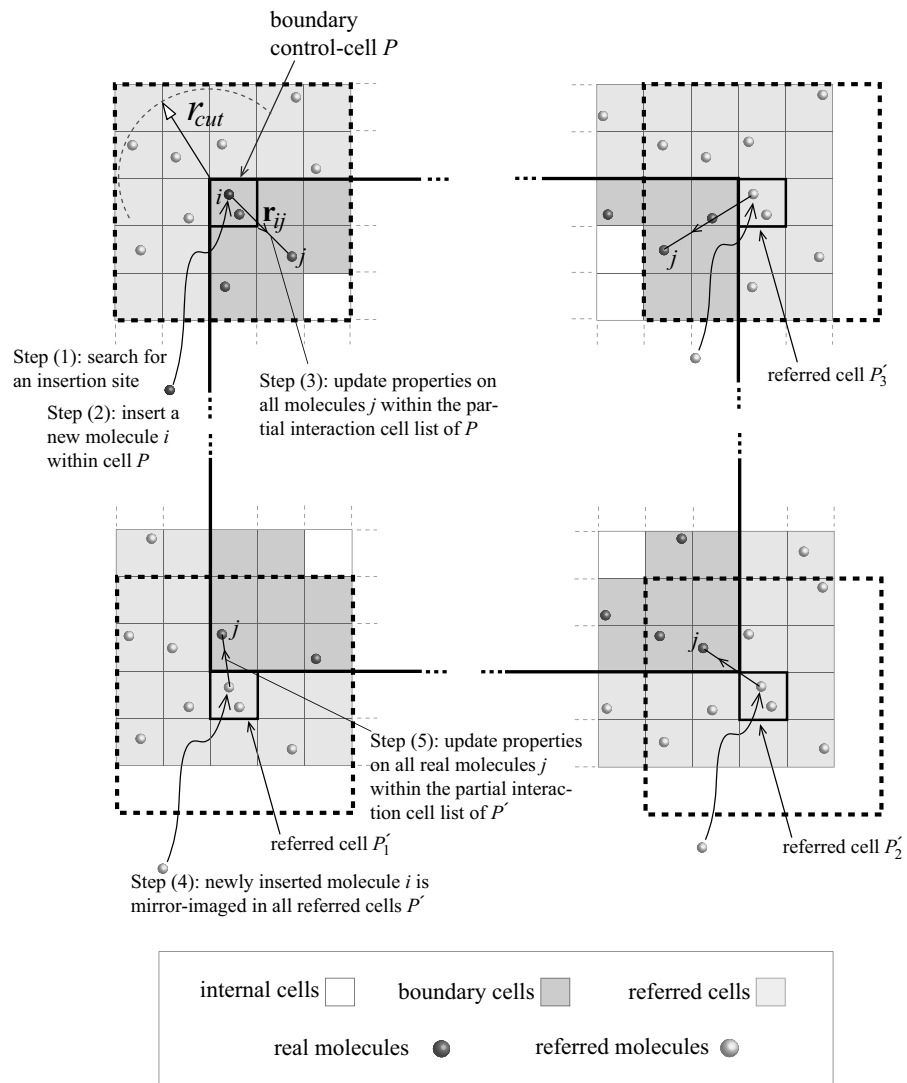 boundary
control-cell P
r_cut
i
r_ij
j
j
Step (1): search for
an insertion site
Step (2): insert a
new molecule i
within cell P
Step (3): update properties on
all molecules j within the par-
tial interaction cell list of P
referred cell P´3
j
j
Step (5): update properties
on all real molecules j
within the partial interac-
tion cell list of P´
referred cell P´1
referred cell P´2
Step (4): newly inserted molecule i is
mirror-imaged in all referred cells P´
internal cells
boundary cells
referred cells
real molecules
referred molecules